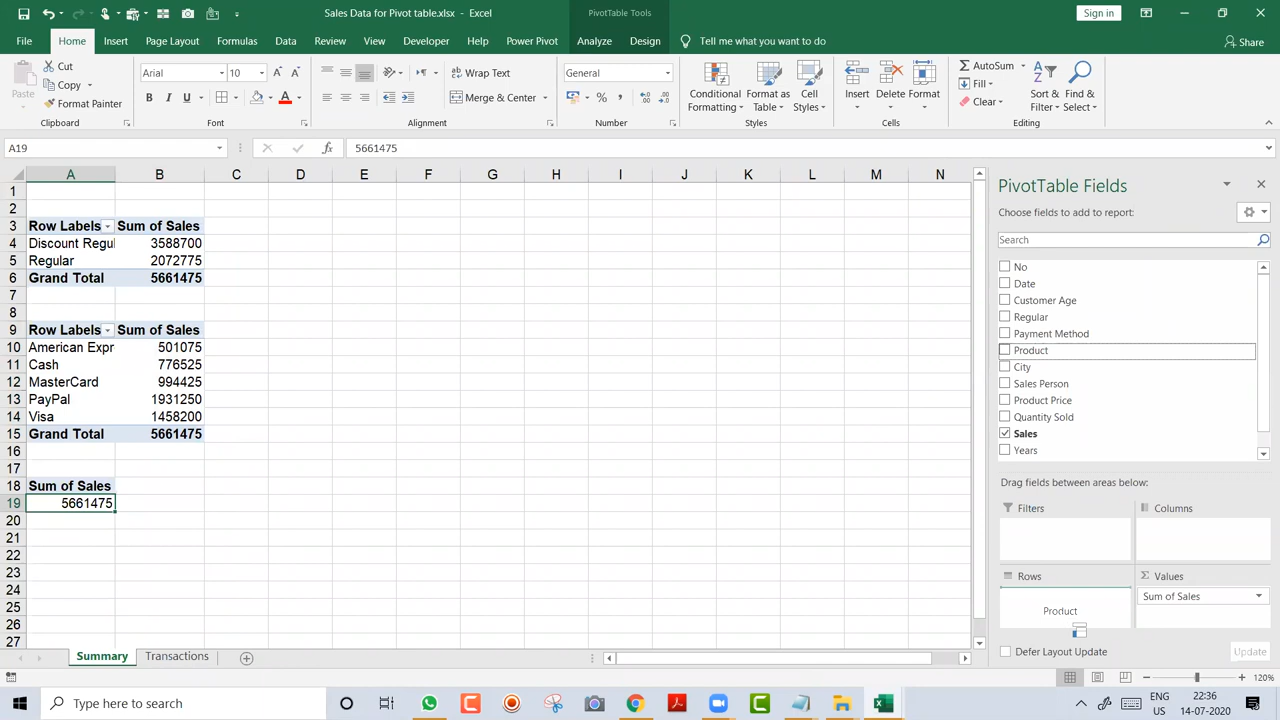 Sales Data for Pivot table.xlsx - Excel
PivotTable Tools
Sign in
File Home Insert Page Layout Formulas Data Review View Developer Help Power Pivot Analyze Design Tell me what you want to do Share
Paste
Cut
Copy
Format Painter
Clipboard
Arial 10
B I U
Font
Wrap Text
Merge & Center
Alignment
General
Number
Conditional Formatting
Format as Table
Cell Styles
Styles
Insert Delete Format
Cells
AutoSum
Fill
Clear
Sort & Filter
Find & Select
Editing
A19 fx 5661475
A B C D E F G H I J K L M N
1
2
3 Row Labels Sum of Sales
4 Discount Regul 3588700
5 Regular 2072775
6 Grand Total 5661475
7
8
9 Row Labels Sum of Sales
10 American Expr 501075
11 Cash 776525
12 MasterCard 994425
13 PayPal 1931250
14 Visa 1458200
15 Grand Total 5661475
16
17
18 Sum of Sales
19 5661475
20
21
22
23
24
25
26
27
Summary Transactions
PivotTable Fields
Choose fields to add to report:
Search
No
Date
Customer Age
Regular
Payment Method
Product
City
Sales Person
Product Price
Quantity Sold
Sales
Years
Drag fields between areas below:
Filters Columns
Rows Values
Product
Sum of Sales
Defer Layout Update Update
120%
Type here to search
ENG
US
22:36
14-07-2020